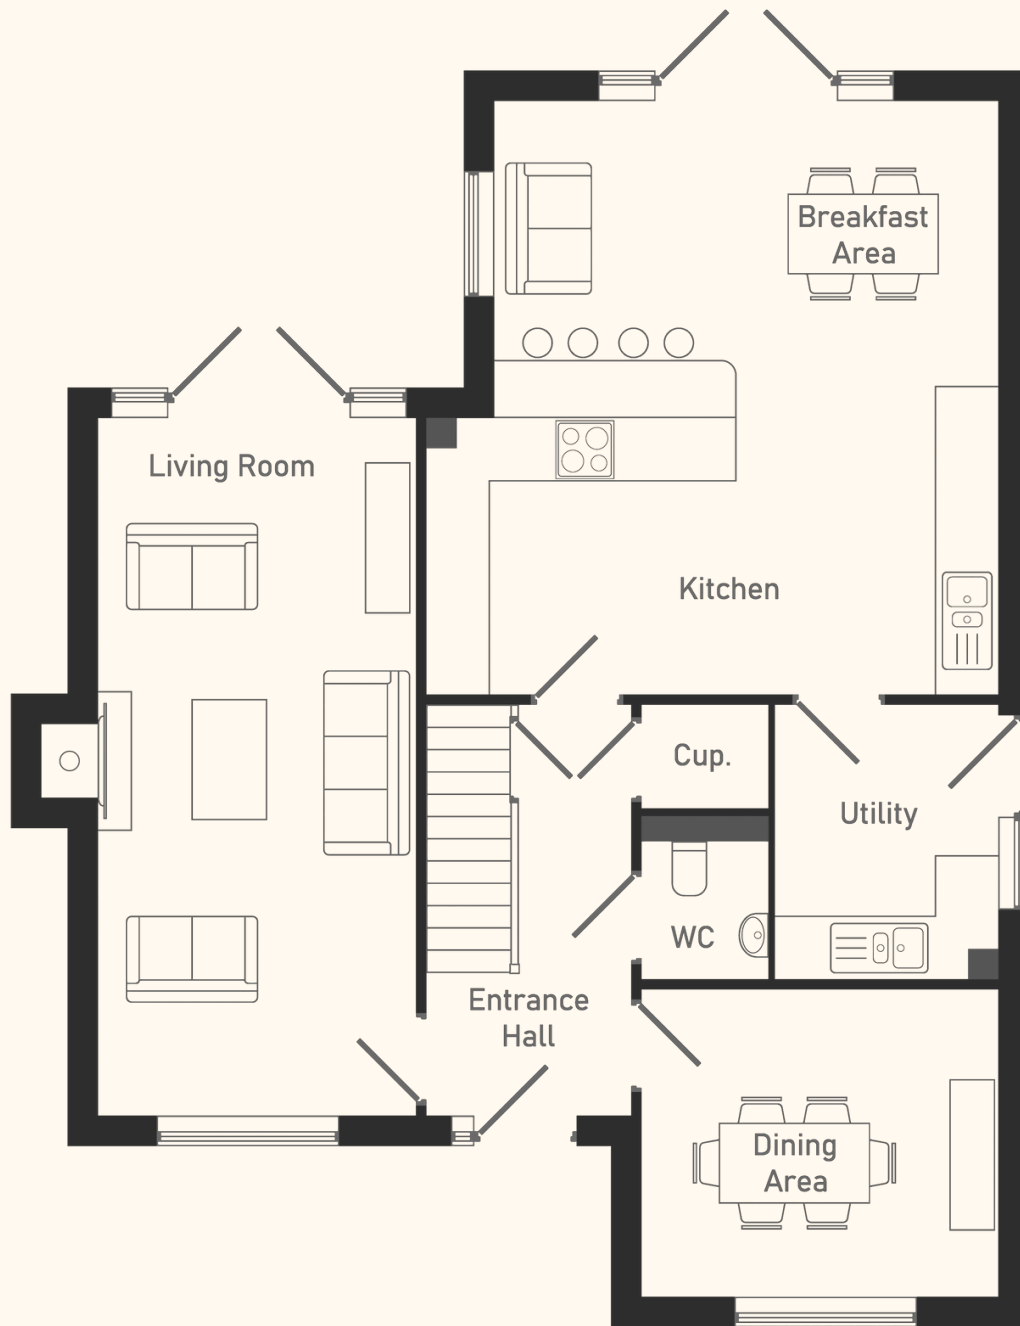 Breakfast
Area
Living Room
Kitchen
Cup.
Utility
WC
Entrance
Hall
Dining
Area